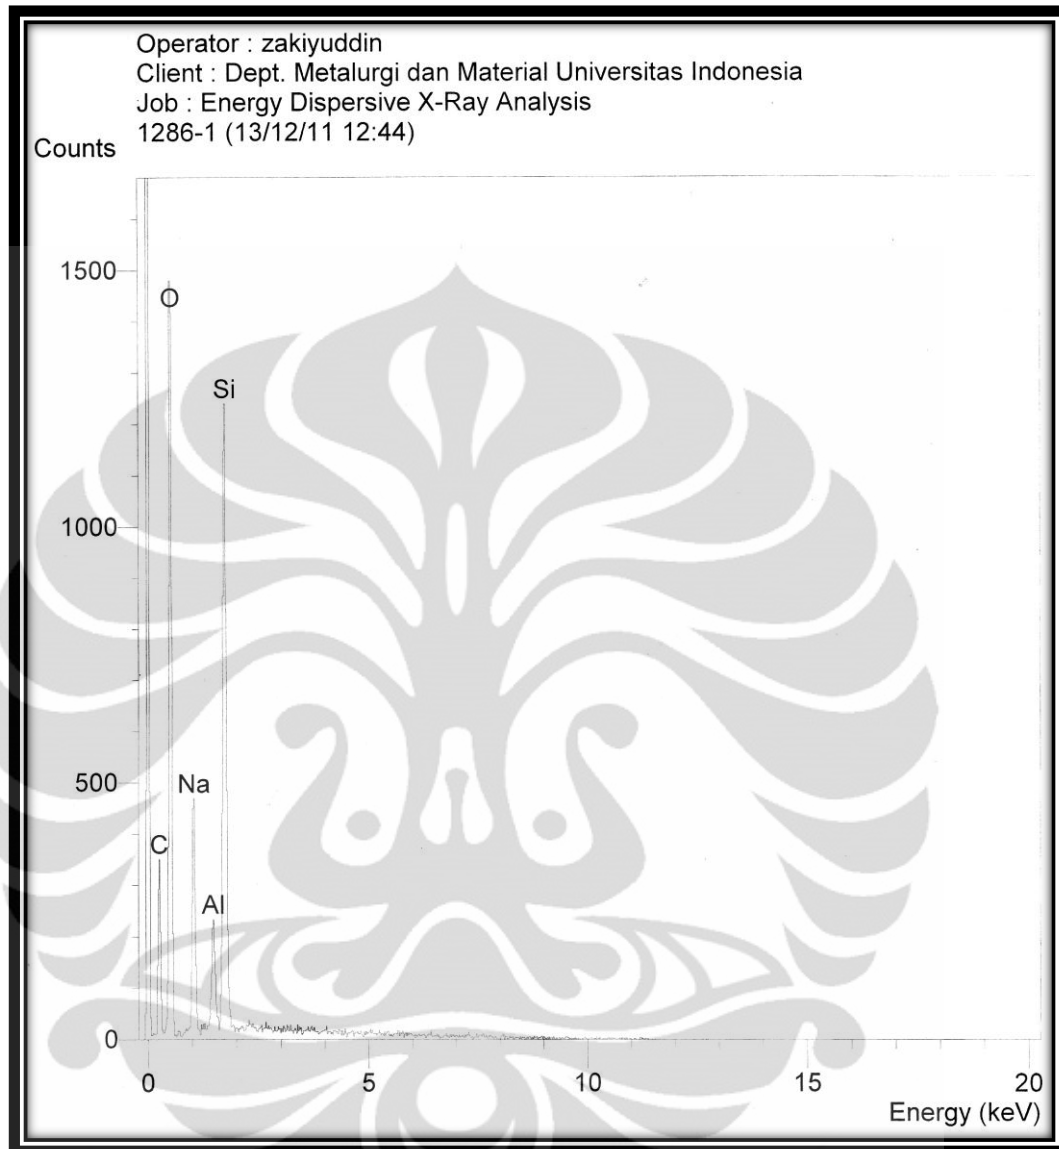 Operator : zakiyuddin
Client : Dept. Metalurgi dan Material Universitas Indonesia
Job : Energy Dispersive X-Ray Analysis
1286-1 (13/12/11 12:44)
Counts
1500
O
Si
1000
500
Na
C
Al
0
0 5 10 15 20
Energy (keV)